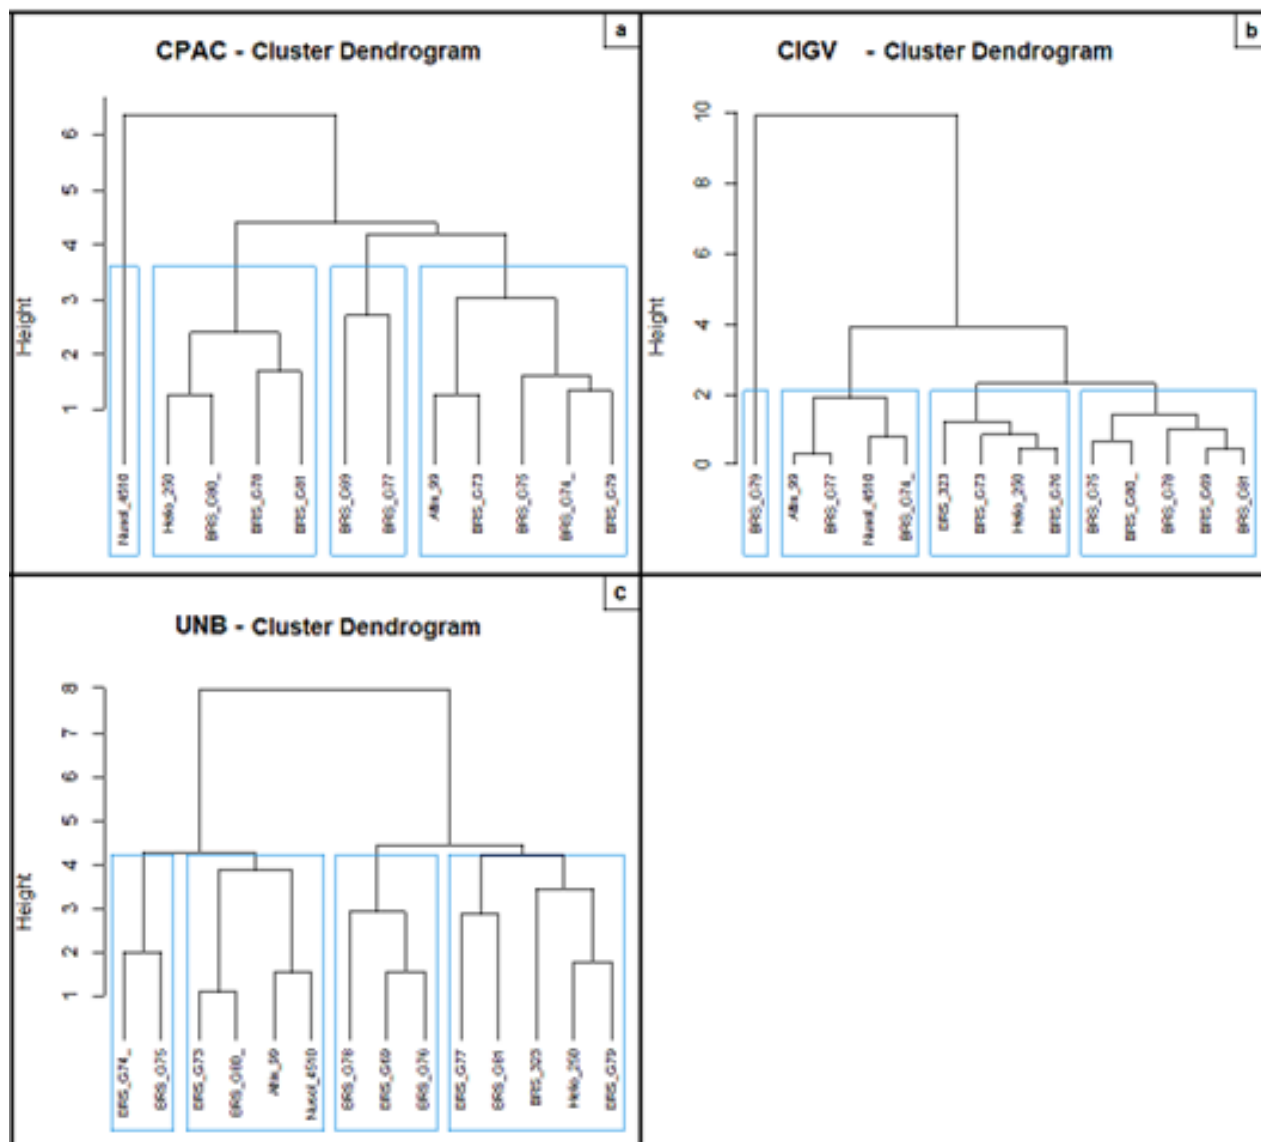 a
CPAC - Cluster Dendrogram
Height
1 2 3 4 5 6
Nusol_4510
Helio_250
BRS_G80_
BRS_G78
BRS_G81
BRS_G69
BRS_G77
Altis_99
BRS_G73
BRS_G75
BRS_G74_
BRS_G79
b
CIGV - Cluster Dendrogram
Height
0 2 4 6 8 10
BRS_G79
Altis_99
BRS_G77
Nusol_4510
BRS_G74_
BRS_323
BRS_G73
Helio_250
BRS_G76
BRS_G75
BRS_G80_
BRS_G78
BRS_G69
BRS_G81
c
UNB - Cluster Dendrogram
Height
1 2 3 4 5 6 7 8
BRS_G74_
BRS_G75
BRS_G73
BRS_G80_
Altis_99
Nusol_4510
BRS_G78
BRS_G69
BRS_G76
BRS_G77
BRS_G81
BRS_323
Helio_250
BRS_G79